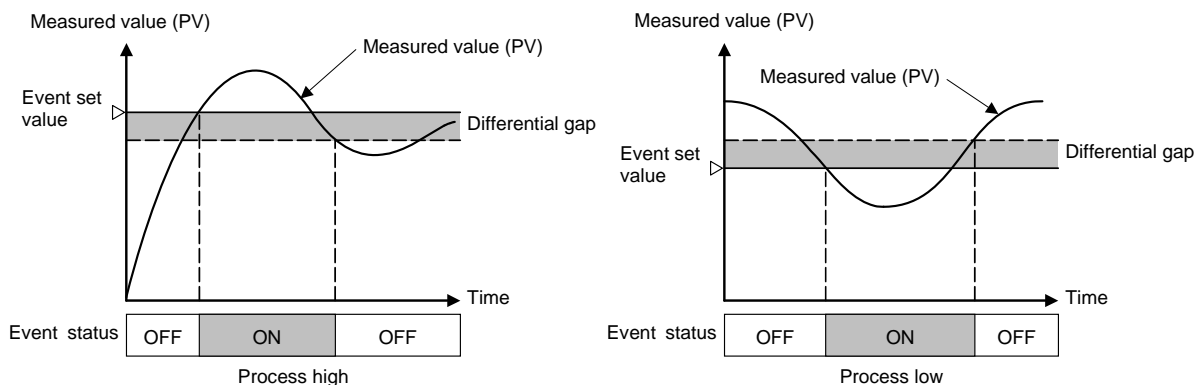 Measured value (PV)
Measured value (PV)
Event set
value
Differential gap
Time
Event status
OFF
ON
OFF
Process high
Measured value (PV)
Measured value (PV)
Event set
value
Differential gap
Time
Event status
OFF
ON
OFF
Process low